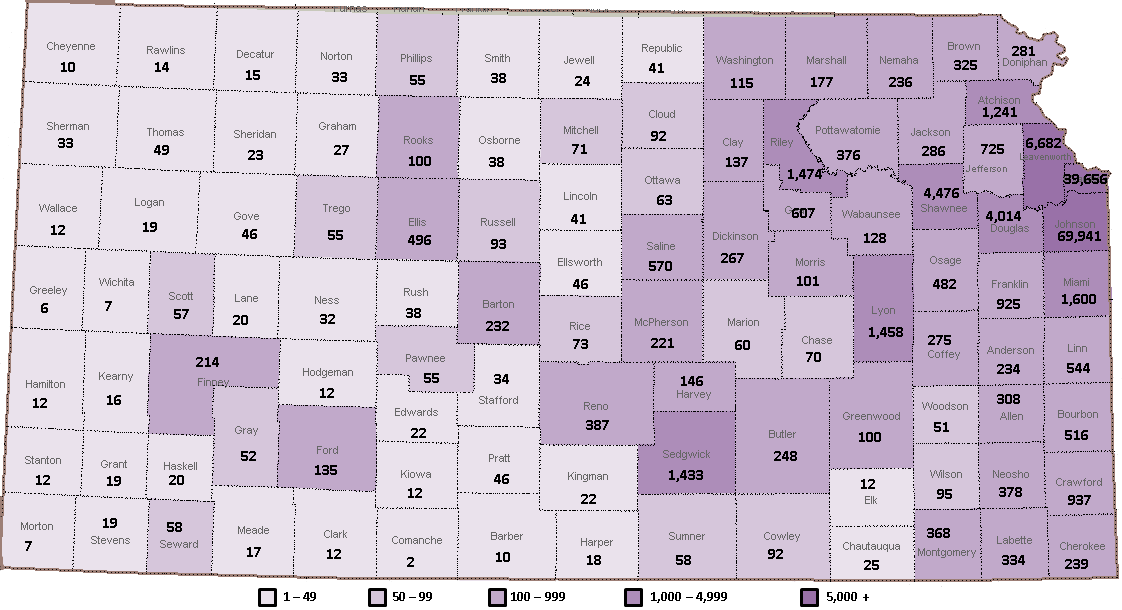 Cheyenne
10
Rawlins
14
Decatur
15
Norton
33
Phillips
55
Smith
38
Jewell
24
Republic
41
Washington
115
Marshall
177
Nemaha
236
Brown
325
281
Doniphan
Sherman
33
Thomas
49
Sheridan
23
Graham
27
Rooks
100
Osborne
38
Mitchell
71
Cloud
92
Clay
137
Riley
1,474
Pottawatomie
376
Jackson
286
Atchison
1,241
725
Jefferson
6,682
Leavenworth
39,656
Wallace
12
Logan
19
Gove
46
Trego
55
Ellis
496
Russell
93
Lincoln
41
Ottawa
63
Saline
570
Dickinson
267
607
Wabaunsee
128
4,476
Shawnee
4,014
Douglas
Johnson
69,941
Greeley
6
Wichita
7
Scott
57
Lane
20
Ness
32
Rush
38
Barton
232
Ellsworth
46
Rice
73
McPherson
221
Marion
60
Morris
101
Chase
70
Lyon
1,458
Osage
482
Franklin
925
Miami
1,600
Hamilton
12
Kearny
16
214
Finney
Hodgeman
12
Pawnee
55
34
Stafford
Edwards
22
Reno
387
146
Harvey
275
Coffey
Anderson
234
Linn
544
Gray
52
Ford
135
Sedgwick
1,433
Butler
248
Greenwood
100
Woodson
51
308
Allen
Bourbon
516
Stanton
12
Grant
19
Haskell
20
Kiowa
12
Pratt
46
Kingman
22
12
Elk
Wilson
95
Neosho
378
Crawford
937
Morton
7
19
Stevens
58
Seward
Meade
17
Clark
12
Comanche
2
Barber
10
Harper
18
Sumner
58
Cowley
92
Chautauqua
25
368
Montgomery
Labette
334
Cherokee
239
1 – 49
50 – 99
100 – 999
1,000 – 4,999
5,000 +